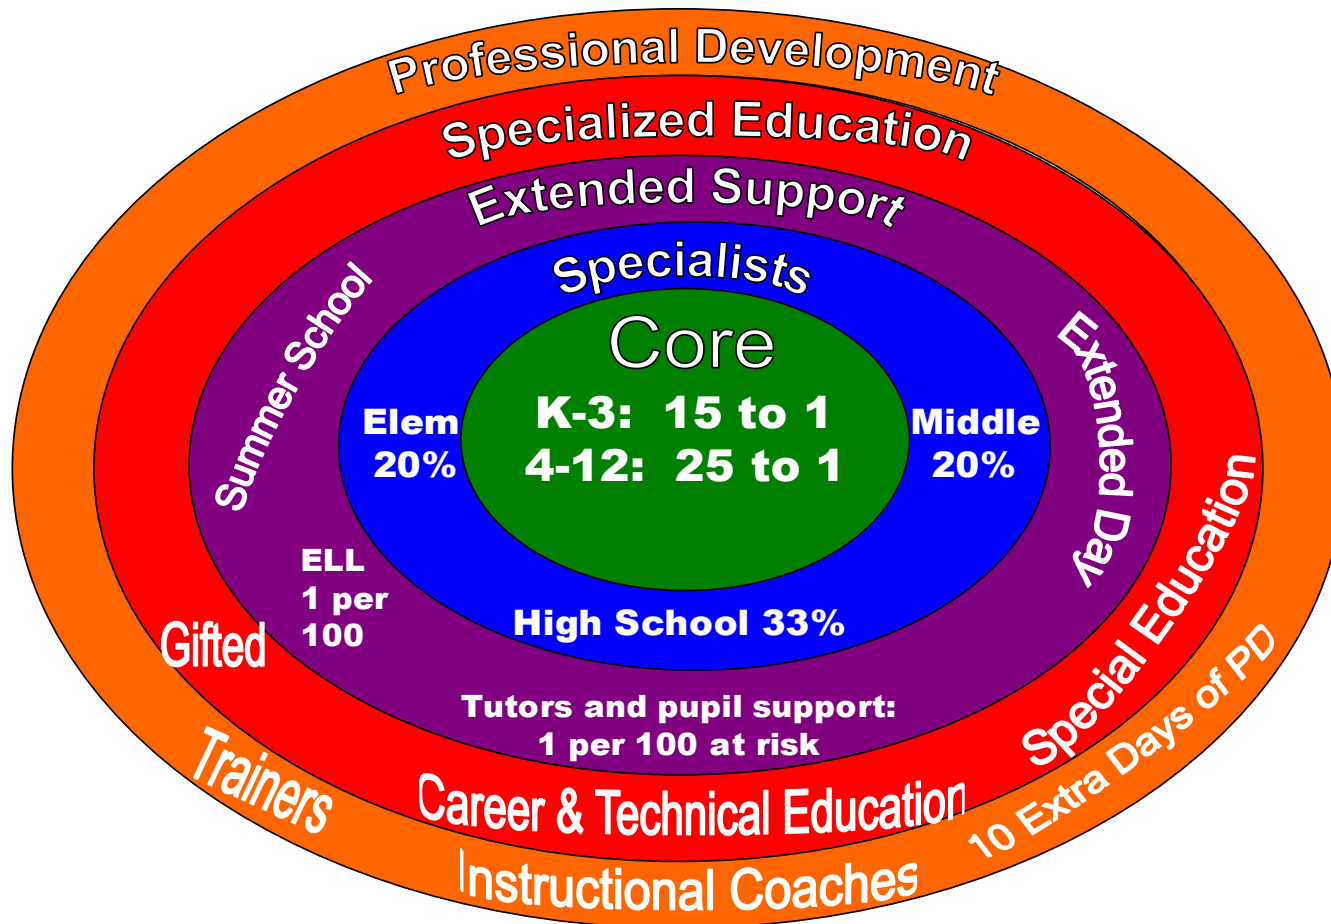 Professional Development
Specialized Education
Extended Support
Specialists
Core
K-3: 15 to 1
4-12: 25 to 1
Elem
20%
Middle
20%
High School 33%
Summer School
Extended Day
ELL
1 per
100
Tutors and pupil support:
1 per 100 at risk
Gifted
Career & Technical Education
Special Education
Trainers
Instructional Coaches
10 Extra Days of PD